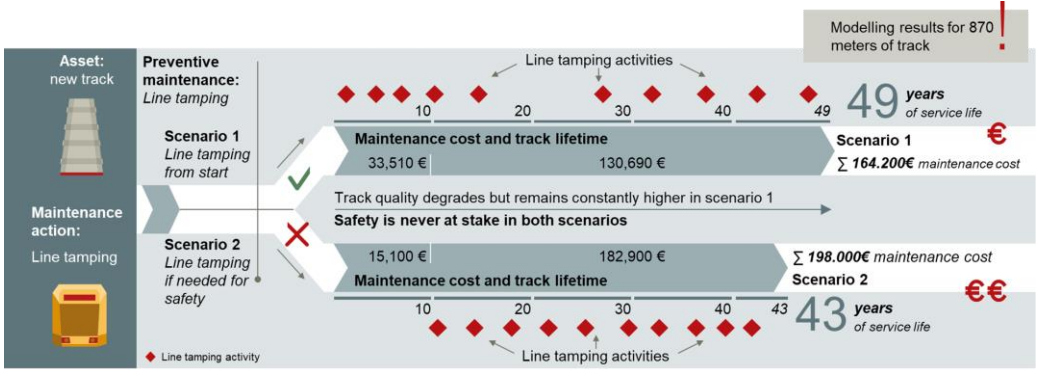 Modelling results for 870
meters of track
!
Asset:
new track
Maintenance
action:
Line tamping
Preventive
maintenance:
Line tamping
Scenario 1
Line tamping
from start
Scenario 2
Line tamping
if needed for
safety
Line tamping activity
Line tamping activities
10 20 30 40 49
49 years
of service life
Maintenance cost and track lifetime
33,510 € 130,690 €
Scenario 1
€
∑ 164.200€ maintenance cost
Track quality degrades but remains constantly higher in scenario 1
Safety is never at stake in both scenarios
15,100 € 182,900 €
Maintenance cost and track lifetime
∑ 198.000€ maintenance cost
Scenario 2
€€
10 20 30 40 43
43 years
of service life
Line tamping activities